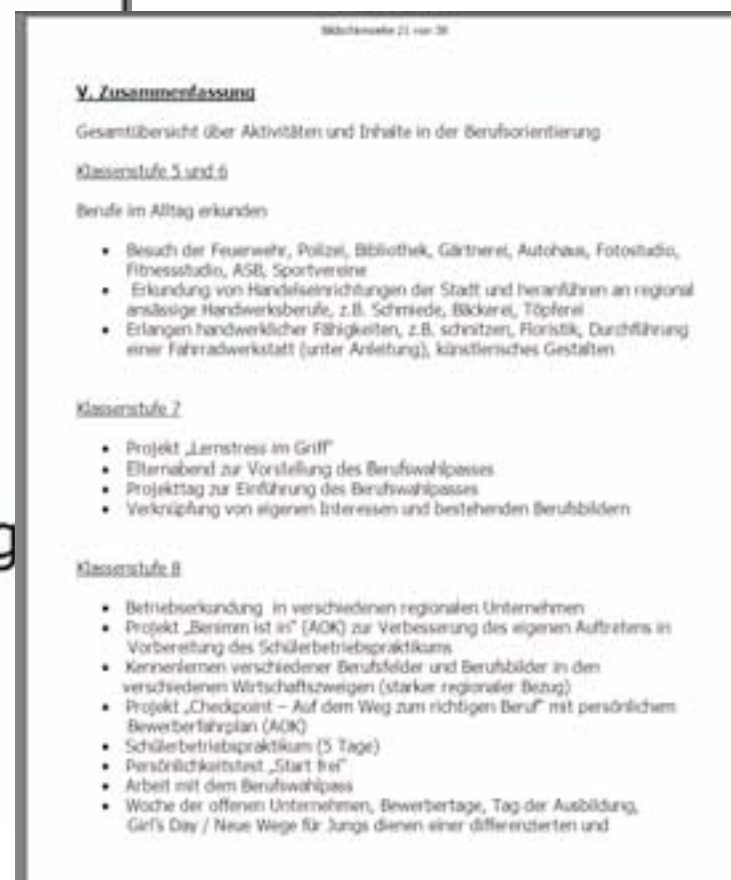 Bildschirmseite 21 von 38
V. Zusammenfassung
Gesamtübersicht über Aktivitäten und Inhalte in der Berufsorientierung
Klassenstufe 5 und 6
Berufe im Alltag erkunden
• Besuch der Feuerwehr, Polizei, Bibliothek, Gärtnerei, Autohaus, Fotostudio,
Fitnessstudio, ASB, Sportvereine
• Erkundung von Handelseinrichtungen der Stadt und heranführen an regional
ansässige Handwerksberufe, z.B. Schmiede, Bäckerei, Töpferei
• Erlangen handwerklicher Fähigkeiten, z.B. schnitzen, Floristik, Durchführung
einer Fahrradwerkstatt (unter Anleitung), künstlerisches Gestalten
Klassenstufe 7
• Projekt „Lernstress im Griff"
• Elternabend zur Vorstellung des Berufswahlpasses
• Projekttag zur Einführung des Berufswahlpasses
• Verknüpfung von eigenen Interessen und bestehenden Berufsbildern
g
Klassenstufe 8
• Betriebserkundung in verschiedenen regionalen Unternehmen
• Projekt „Benimm ist in" (AOK) zur Verbesserung des eigenen Auftretens in
Vorbereitung des Schülerbetriebspraktikums
• Kennenlernen verschiedener Berufsfelder und Berufsbilder in den
verschiedenen Wirtschaftszweigen (starker regionaler Bezug)
• Projekt „Checkpoint – Auf dem Weg zum richtigen Beruf" mit persönlichem
Bewerberfahrplan (AOK)
• Schülerbetriebspraktikum (5 Tage)
• Persönlichkeitstest „Start frei"
• Arbeit mit dem Berufswahlpass
• Woche der offenen Unternehmen, Bewerbertage, Tag der Ausbildung,
Girl's Day / Neue Wege für Jungs dienen einer differenzierten und